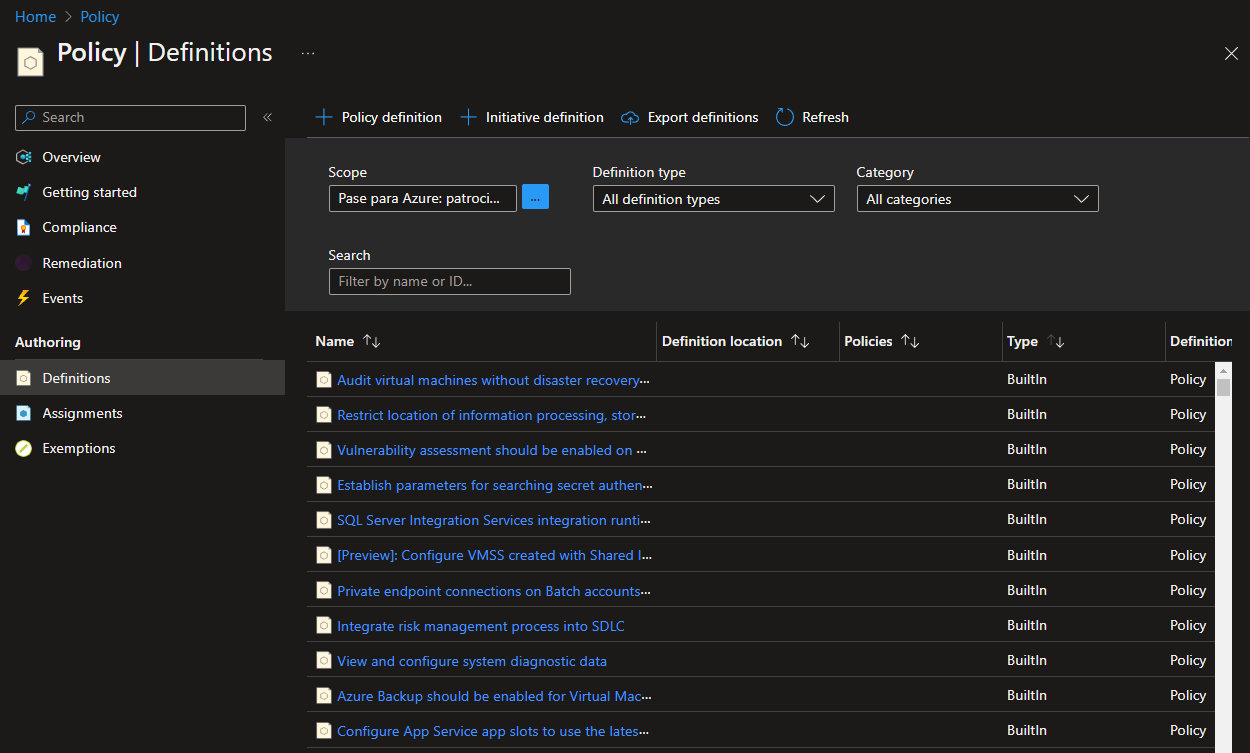 Home > Policy
Policy | Definitions ...
Search «
Overview
Getting started
Compliance
Remediation
Events
Authoring
Definitions
Assignments
Exemptions
+ Policy definition + Initiative definition Export definitions Refresh
Scope Definition type Category
Pase para Azure: patroci... ... All definition types All categories
Search
Filter by name or ID...
Name ↑↓ Definition location ↑↓ Policies ↑↓ Type ↑↓ Definition
Audit virtual machines without disaster recovery... BuiltIn Policy
Restrict location of information processing, stor... BuiltIn Policy
Vulnerability assessment should be enabled on ... BuiltIn Policy
Establish parameters for searching secret authen... BuiltIn Policy
SQL Server Integration Services integration runti... BuiltIn Policy
[Preview]: Configure VMSS created with Shared I... BuiltIn Policy
Private endpoint connections on Batch accounts... BuiltIn Policy
Integrate risk management process into SDLC BuiltIn Policy
View and configure system diagnostic data BuiltIn Policy
Azure Backup should be enabled for Virtual Mac... BuiltIn Policy
Configure App Service app slots to use the lates... BuiltIn Policy